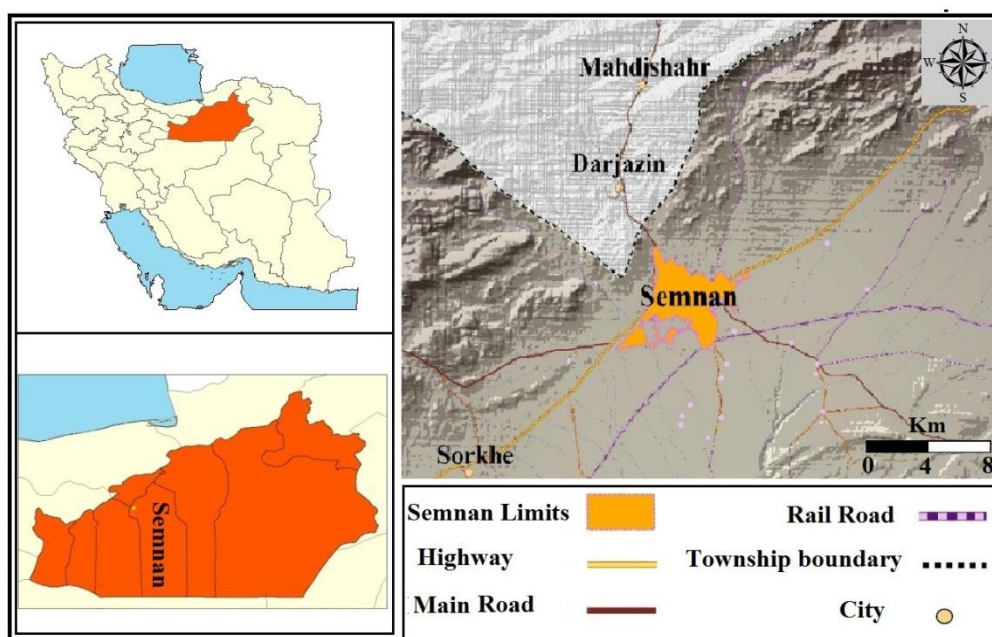 Semnan
Mahdishahr
Darjazin
Semnan
Sorkhe
N
W
E
S
Km
0 4 8
Semnan Limits
Rail Road
Highway
Township boundary
Main Road
City